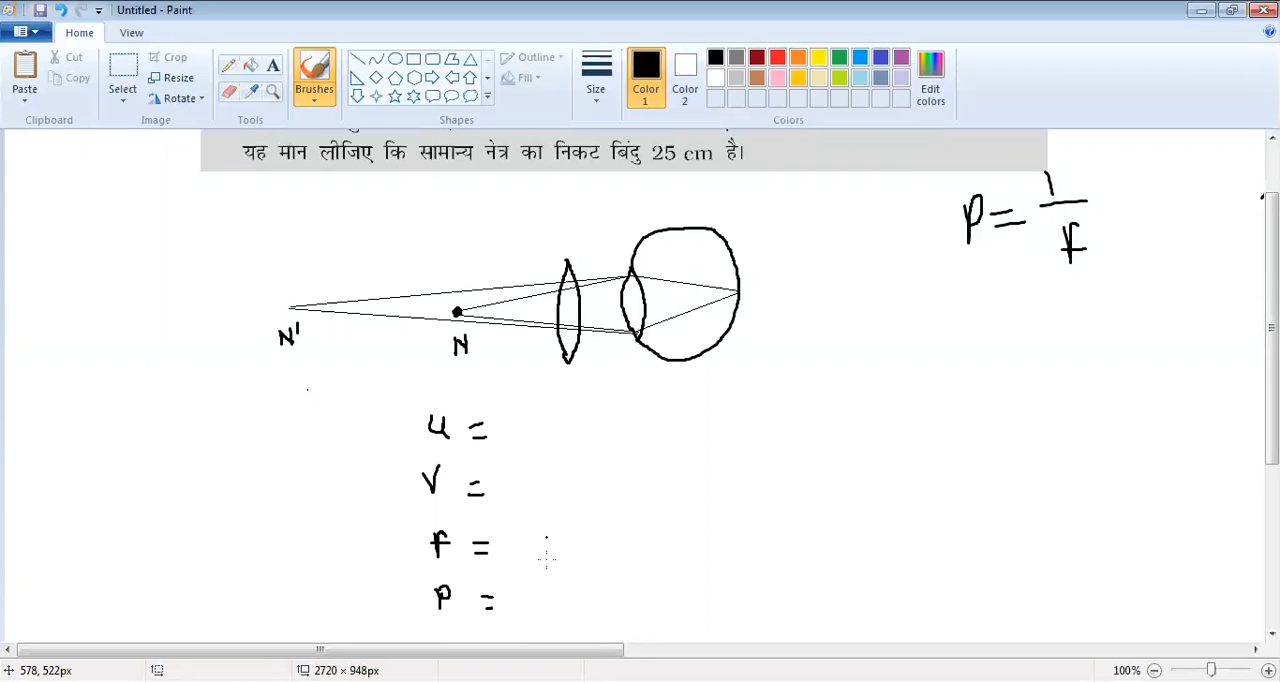 Untitled - Paint
Home View
Paste
Cut
Copy
Clipboard
Select
Crop
Resize
Rotate
Image
Tools
Brushes
Shapes
Outline
Fill
Size
Color 1
Color 2
Edit colors
Colors
यह मान लीजिए कि सामान्य नेत्र का निकट बिंदु 25 cm है।
P = 1
f
N' N
u =
v =
f =
P =
578, 522px
2720 × 948px
100%